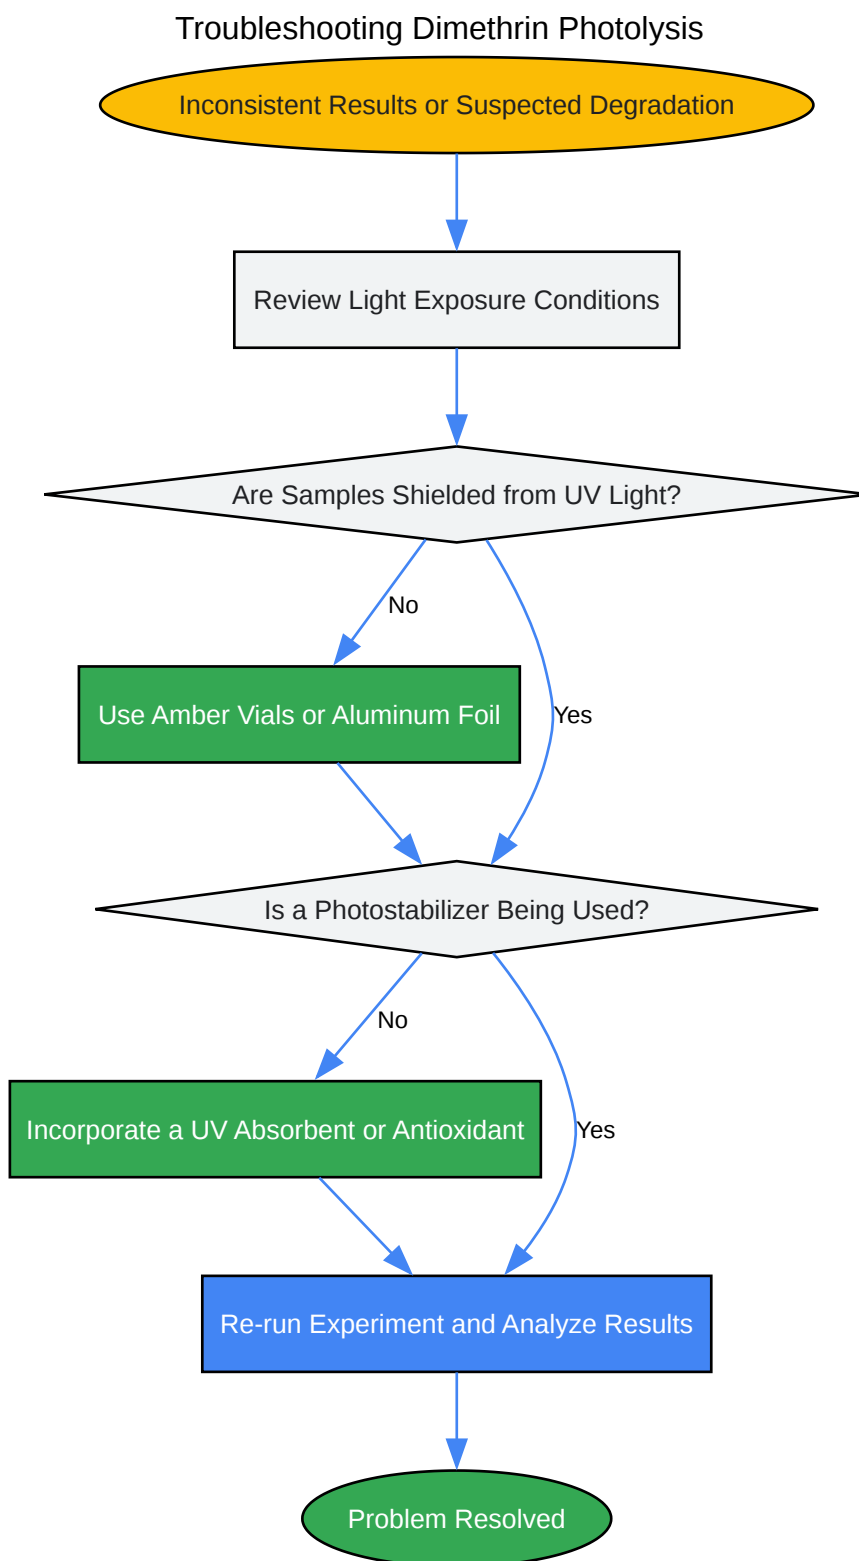 Troubleshooting Dimethrin Photolysis
Inconsistent Results or Suspected Degradation
Review Light Exposure Conditions
Are Samples Shielded from UV Light?
No
Use Amber Vials or Aluminum Foil
Yes
Is a Photostabilizer Being Used?
No
Incorporate a UV Absorbent or Antioxidant
Yes
Re-run Experiment and Analyze Results
Problem Resolved